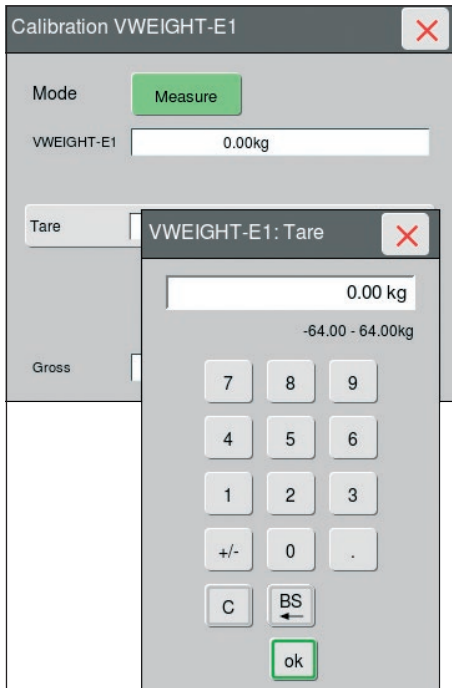 Calibration VWEIGHT-E1
Mode
Measure
VWEIGHT-E1
0.00kg
Tare
Gross
VWEIGHT-E1: Tare
0.00 kg
-64.00 - 64.00kg
7 8 9
4 5 6
1 2 3
+/- 0 .
C BS
ok